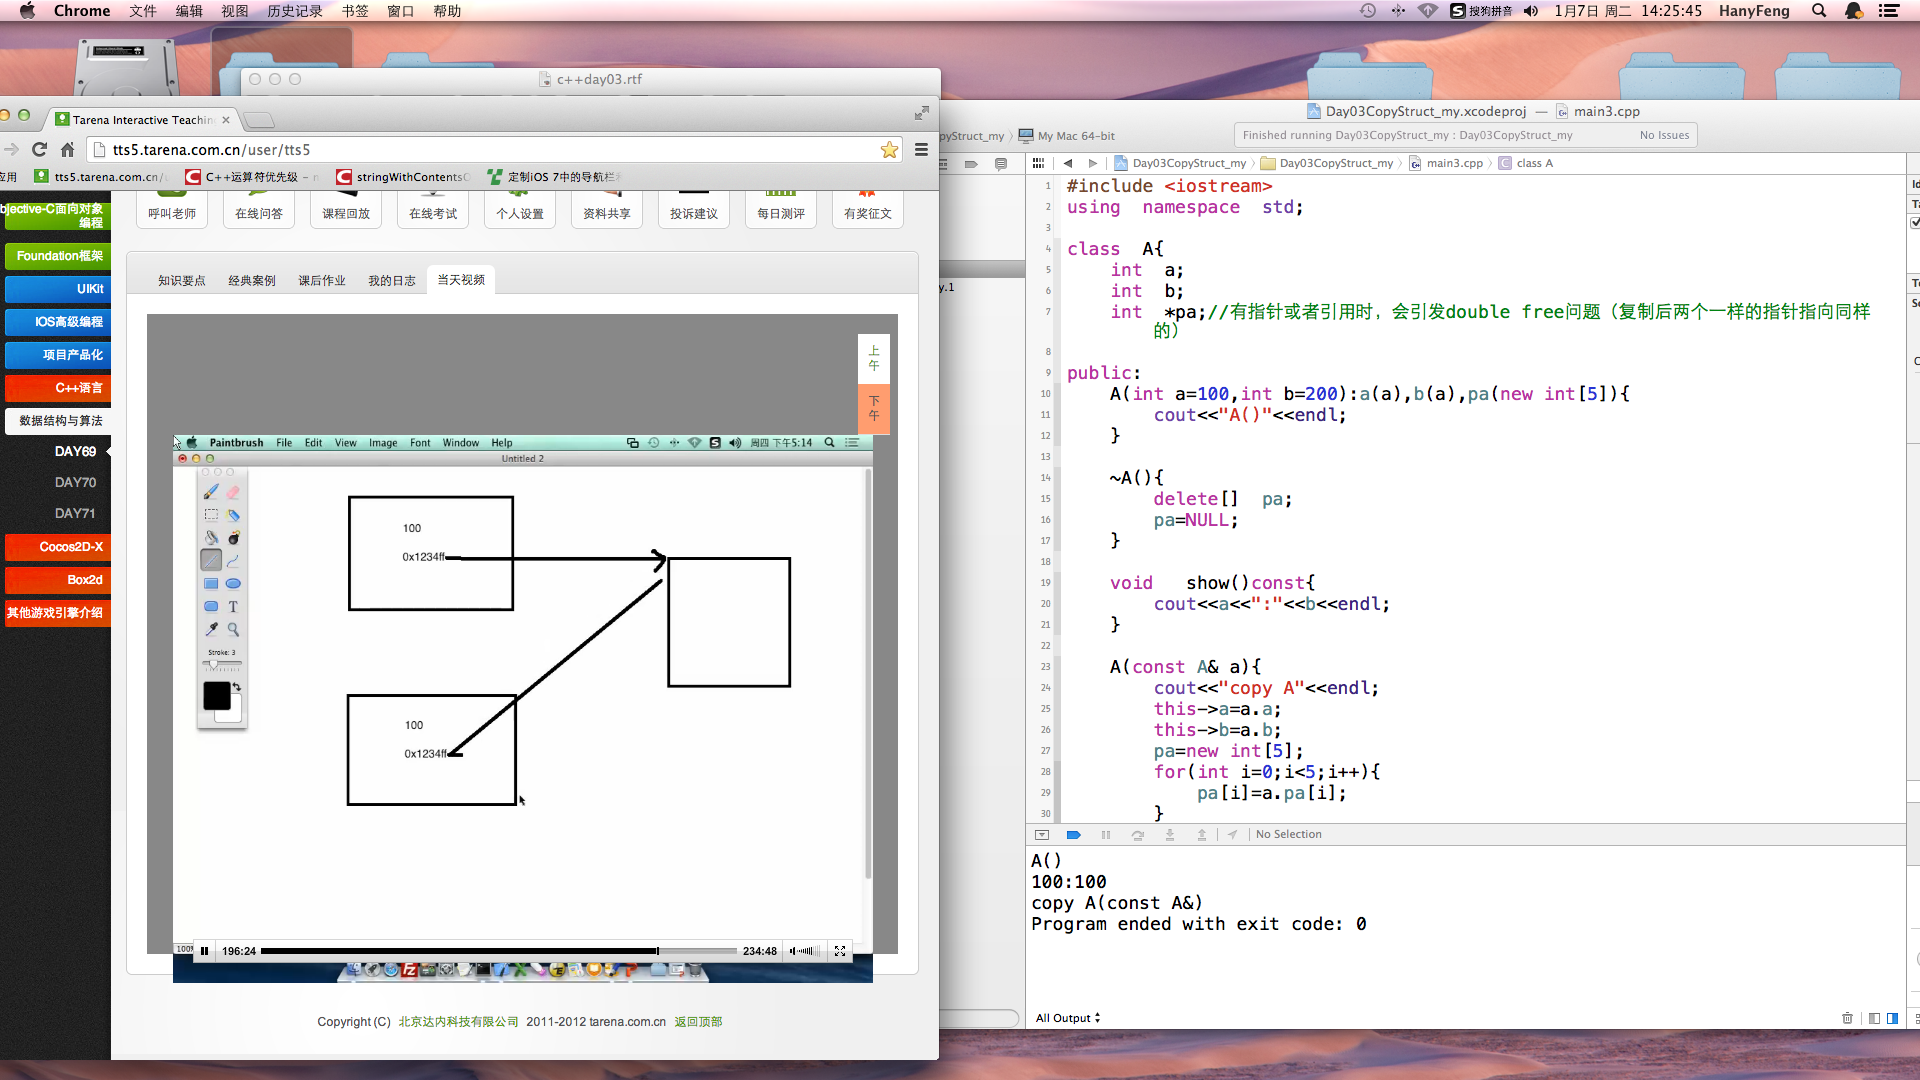 Chrome 文件 编辑 视图 历史记录 书签 窗口 帮助
搜狗拼音 1月7日 周二 14:25:45 HanyFeng
c++day03.rtf
Tarena Interactive Teachin
tts5.tarena.com.cn/user/tts5
应用 tts5.tarena.com.cn/u C++运算符优先级 - stringWithContentsO 定制iOS 7中的导航栏
呼叫老师 在线问答 课程回放 在线考试 个人设置 资料共享 投诉建议 每日测评 有奖征文
知识要点 经典案例 课后作业 我的日志 当天视频
bjective-C面向对象
编程
Foundation框架
UIKit
IOS高级编程
项目产品化
C++语言
数据结构与算法
DAY69
DAY70
DAY71
Cocos2D-X
Box2d
其他游戏引擎介绍
上午
下午
Paintbrush File Edit View Image Font Window Help 周四 下午5:14
Untitled 2
100
0x1234ff
Stroke: 3
100
0x1234ff
100%
196:24 234:48
Copyright (C) 北京达内科技有限公司 2011-2012 tarena.com.cn 返回顶部
Day03CopyStruct_my.xcodeproj — main3.cpp
pyStruct_my My Mac 64-bit
Finished running Day03CopyStruct_my : Day03CopyStruct_my No Issues
Day03CopyStruct_my Day03CopyStruct_my main3.cpp class A
y.1
1 #include <iostream>
2 using namespace std;
3
4 class A{
5 int a;
6 int b;
7 int *pa;//有指针或者引用时，会引发double free问题（复制后两个一样的指针指向同样
的）
8
9 public:
10 A(int a=100,int b=200):a(a),b(a),pa(new int[5]){
11 cout<<"A()"<<endl;
12 }
13
14 ~A(){
15 delete[] pa;
16 pa=NULL;
17 }
18
19 void show()const{
20 cout<<a<<":"<<b<<endl;
21 }
22
23 A(const A& a){
24 cout<<"copy A"<<endl;
25 this->a=a.a;
26 this->b=a.b;
27 pa=new int[5];
28 for(int i=0;i<5;i++){
29 pa[i]=a.pa[i];
30 }
No Selection
A()
100:100
copy A(const A&)
Program ended with exit code: 0
All Output